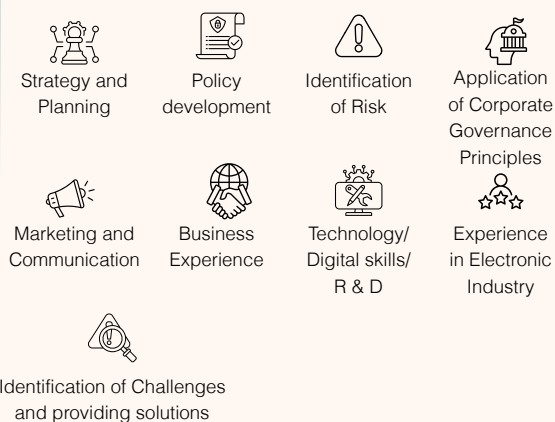 Strategy and
Planning
Policy
development
Identification
of Risk
Application
of Corporate
Governance
Principles
Marketing and
Communication
Business
Experience
Technology/
Digital skills/
R & D
Experience
in Electronic
Industry
Identification of Challenges
and providing solutions